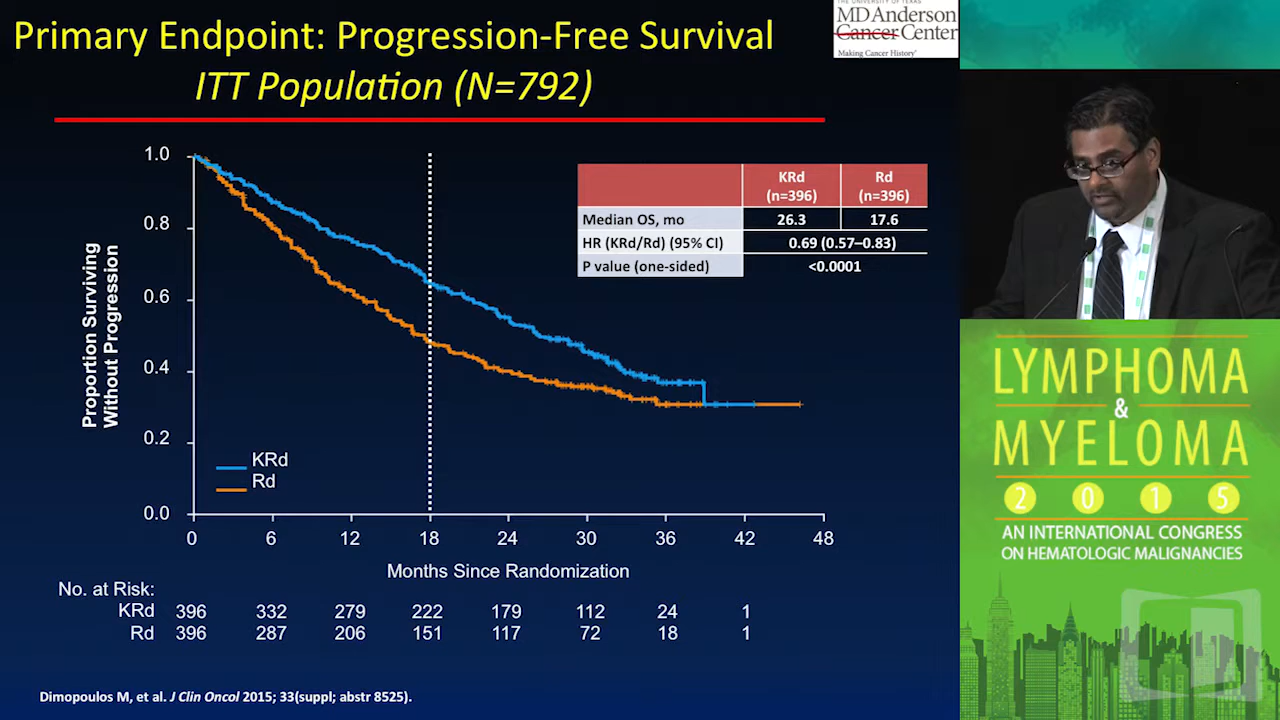 Primary Endpoint: Progression-Free Survival
ITT Population (N=792)
THE UNIVERSITY OF TEXAS
MD Anderson
Cancer Center
Making Cancer History®
1.0
0.8
0.6
0.4
0.2
0.0
Proportion Surviving
Without Progression
KRd
Rd
0 6 12 18 24 30 36 42 48
Months Since Randomization
KRd (n=396) Rd (n=396)
Median OS, mo 26.3 17.6
HR (KRd/Rd) (95% CI) 0.69 (0.57–0.83)
P value (one-sided) <0.0001
No. at Risk:
KRd 396 332 279 222 179 112 24 1
Rd 396 287 206 151 117 72 18 1
Dimopoulos M, et al. J Clin Oncol 2015; 33(suppl; abstr 8525).
LYMPHOMA
&
MYELOMA
2 0 1 5
AN INTERNATIONAL CONGRESS
ON HEMATOLOGIC MALIGNANCIES